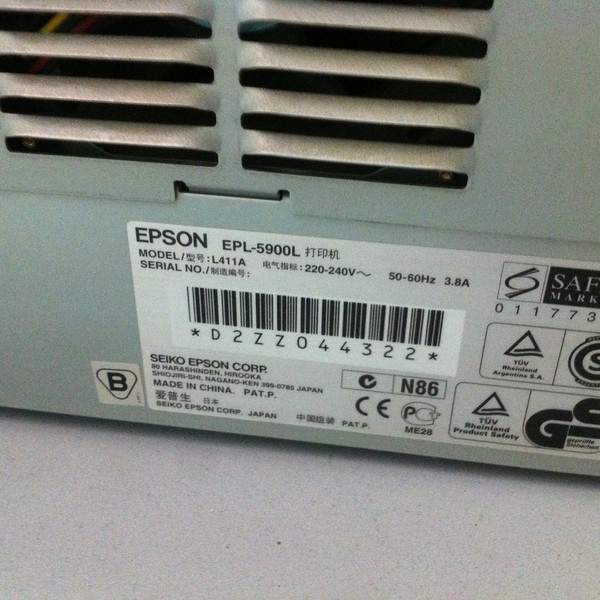 EPSON EPL-5900L 打印机
MODEL/型号: L411A 电气指标: 220-240V～ 50-60Hz 3.8A
SERIAL NO./制造编号:
*D2ZZ044322*
SEIKO EPSON CORP.
80 HARASHINDEN, HIROOKA
SHIOJIRI-SHI, NAGANO-KEN 399-0785 JAPAN
MADE IN CHINA. PAT.P.
爱普生 日本
SEIKO EPSON CORP. JAPAN 中国组装 PAT.P.
B
N86
CE
ME28
MARK
011773
TÜV
Rheinland
Argentina S.A.
TÜV
Rheinland
Product Safety
GS
geprüfte
Sicherheit